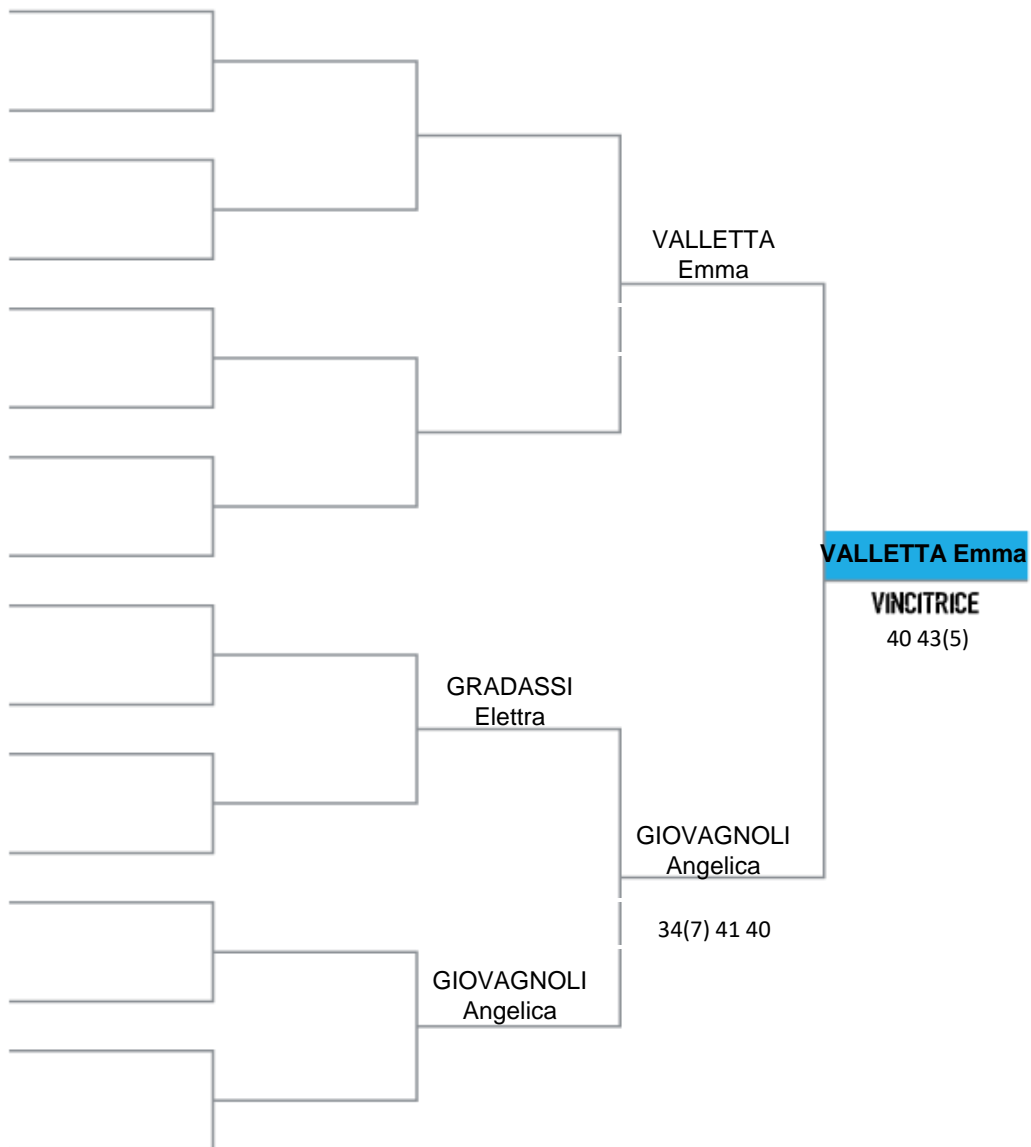 VALLETTA
Emma
VALLETTA Emma
VINCITRICE
40 43(5)
GRADASSI
Elettra
GIOVAGNOLI
Angelica
34(7) 41 40
GIOVAGNOLI
Angelica